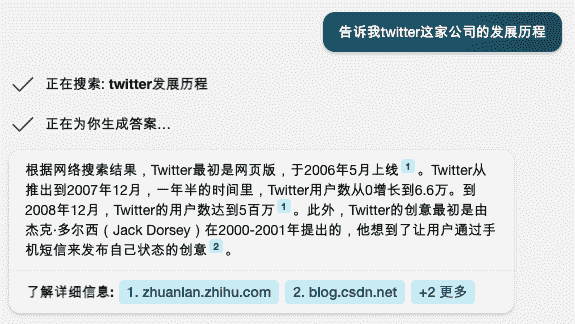 告诉我twitter这家公司的发展历程
正在搜索: twitter发展历程
正在为你生成答案…
根据网络搜索结果，Twitter最初是网页版，于2006年5月上线 1 。Twitter从
推出到2007年12月，一年半的时间里，Twitter用户数从0增长到6.6万。到
2008年12月，Twitter的用户数达到5百万 1 。此外，Twitter的创意最初是由
杰克·多尔西（Jack Dorsey）在2000-2001年提出的，他想到了让用户通过手
机短信来发布自己状态的创意 2 。
了解详细信息: 1. zhuanlan.zhihu.com 2. blog.csdn.net +2 更多